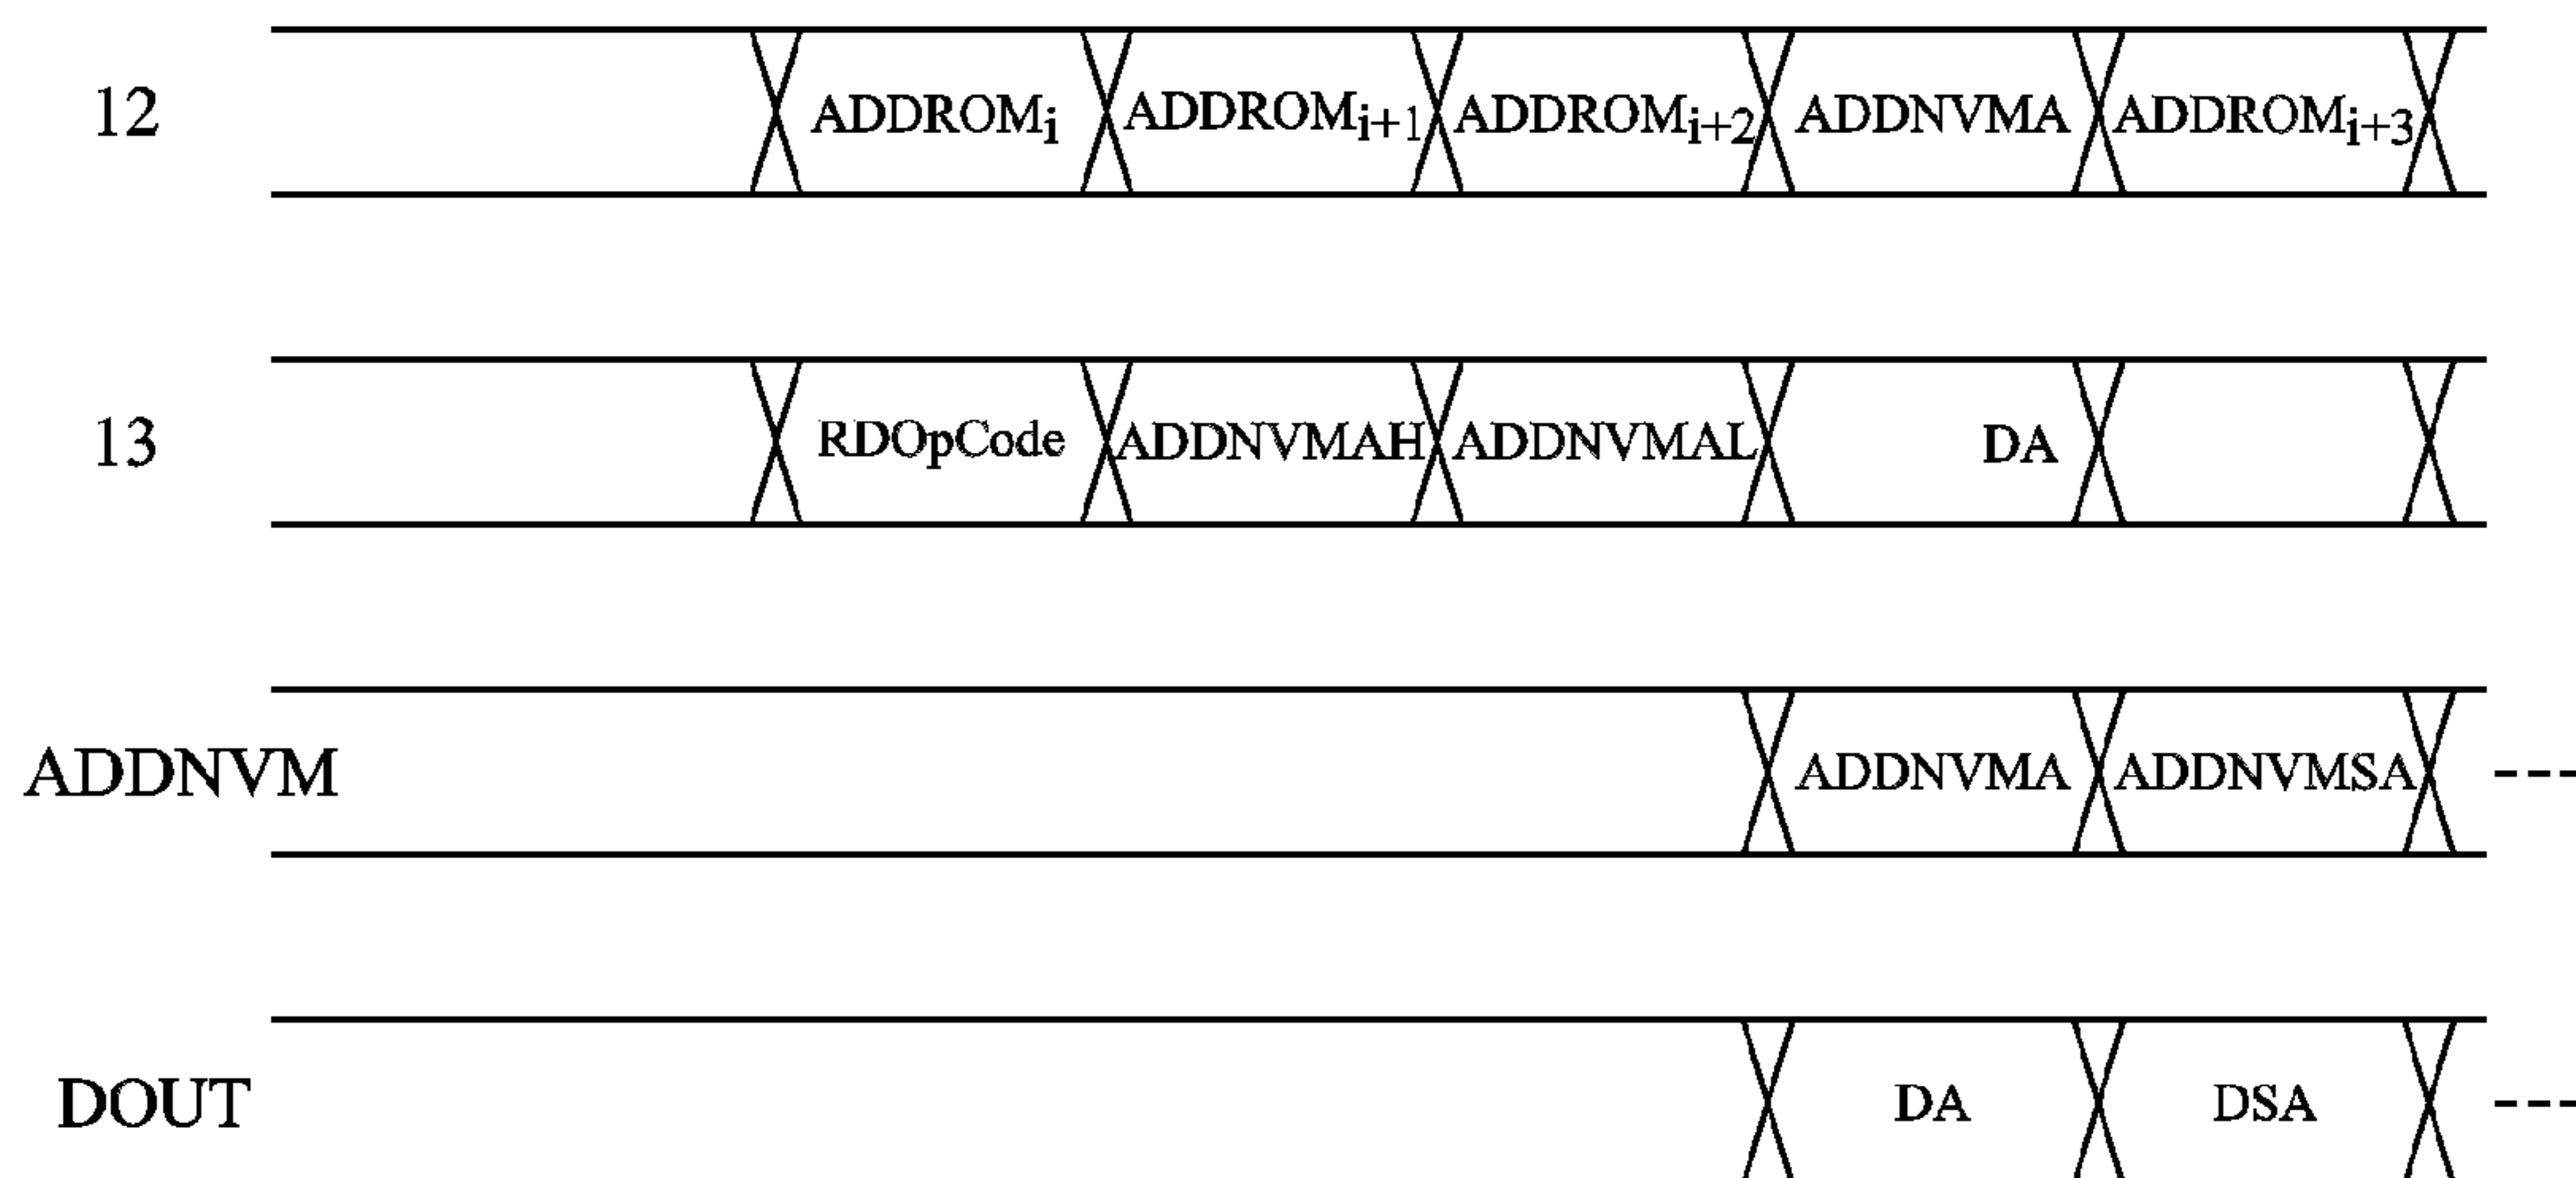 12 ADDROMi ADDROMi+1 ADDROMi+2 ADDNVMA ADDROMi+3
13 RDOpCode ADDNVMAH ADDNVMAL DA
ADDNVM ADDNVMA ADDNVMSA
DOUT DA DSA